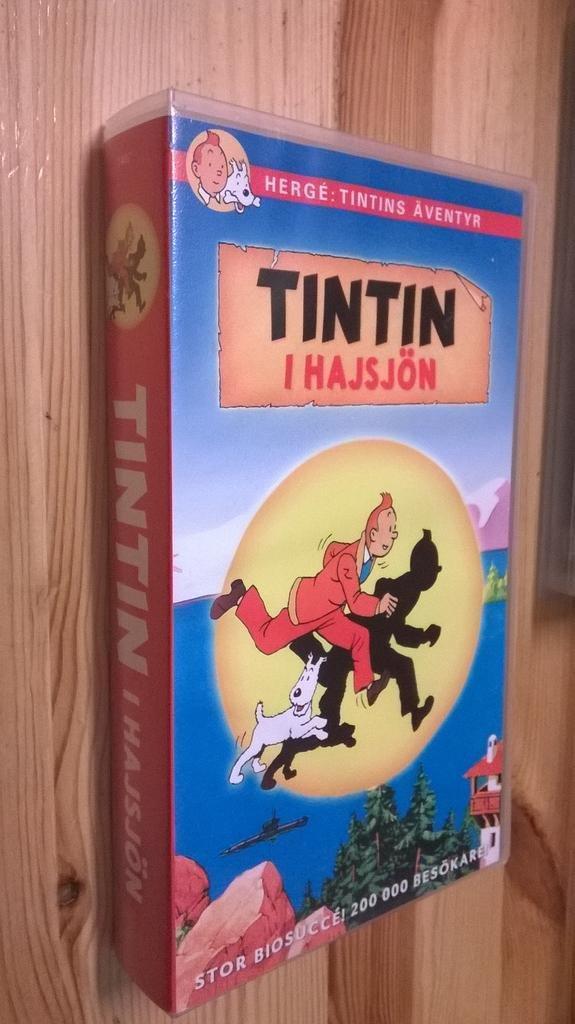 HERGÉ: TINTINS ÄVENTYR
TINTIN
I HAJSJÖN
STOR BIOSUCCÉ! 200 000 BESÖKARE!
TINTIN I HAJSJÖN